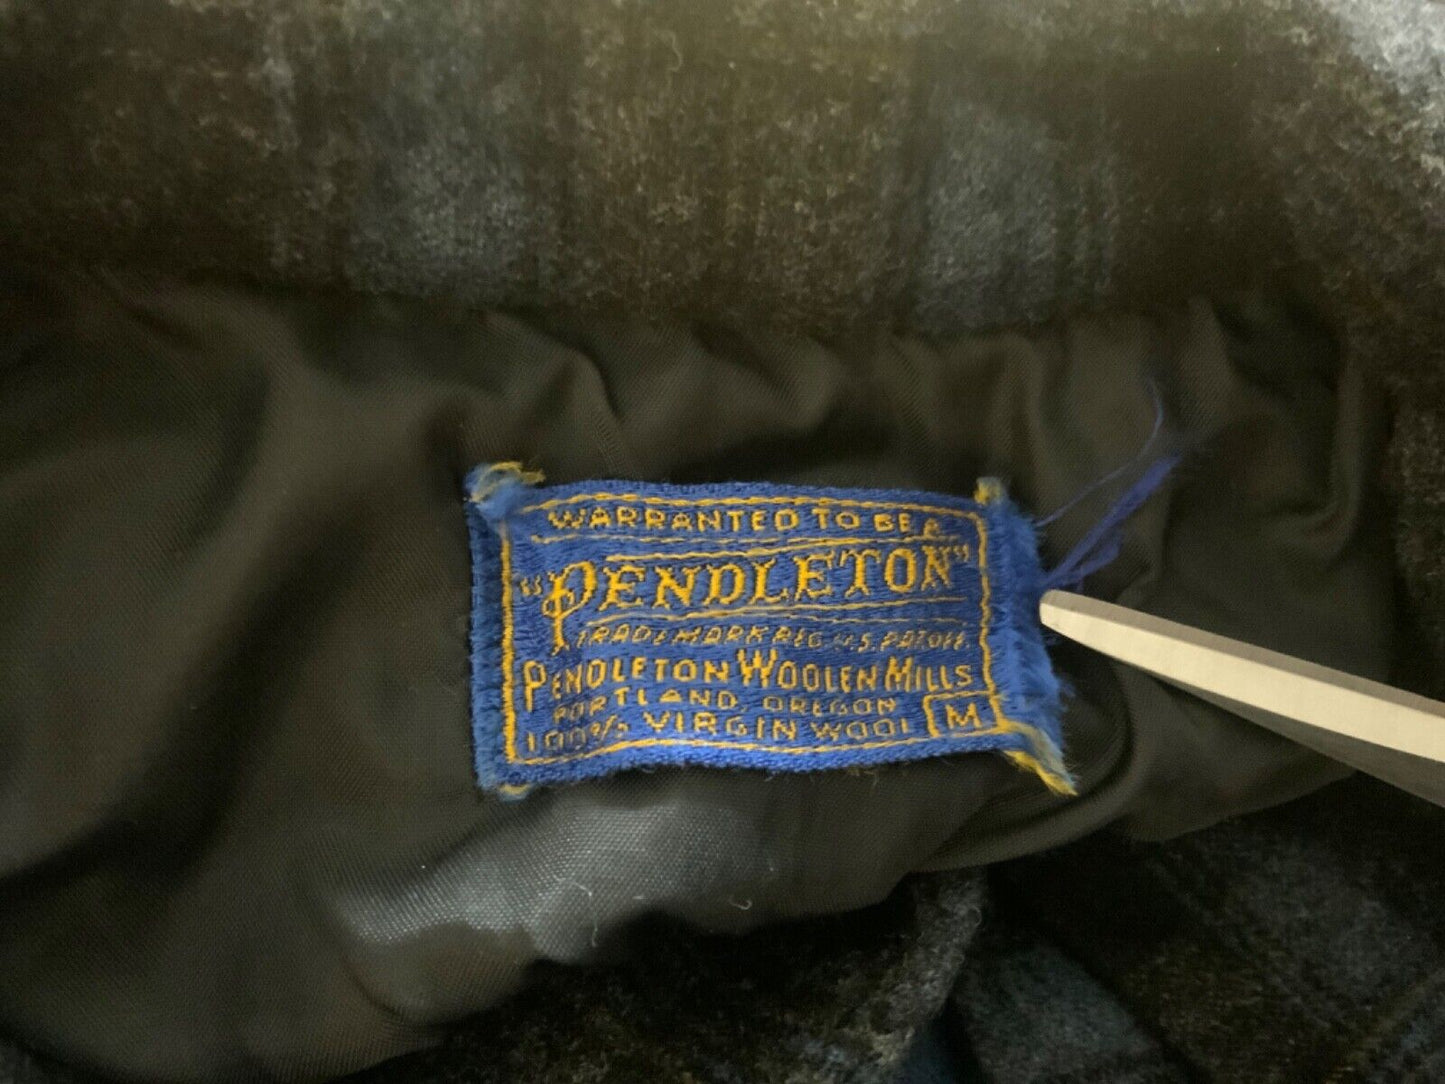 WARRANTED TO BE A
"PENDLETON"
TRADEMARK REG. U.S. PAT. OFF.
PENDLETON WOOLEN MILLS
PORTLAND, OREGON
100% VIRGIN WOOL M